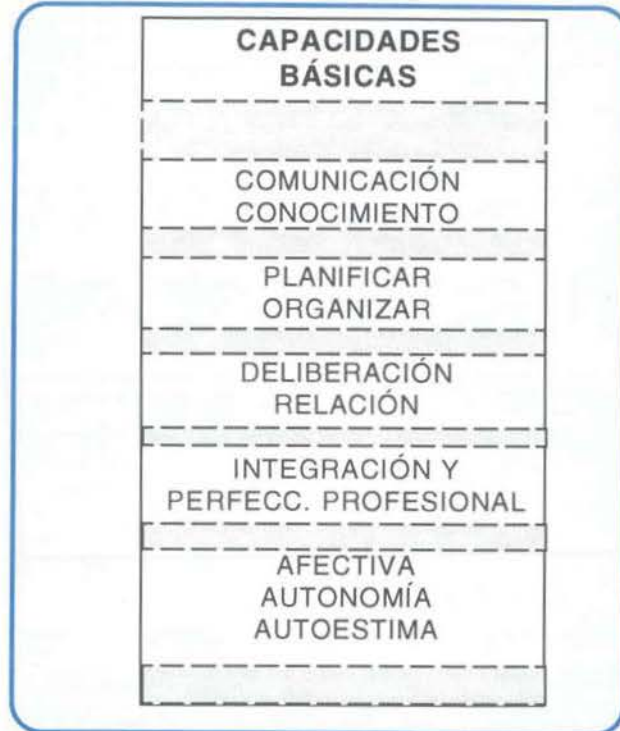 CAPACIDADES
BÁSICAS
COMUNICACIÓN
CONOCIMIENTO
PLANIFICAR
ORGANIZAR
DELIBERACIÓN
RELACIÓN
INTEGRACIÓN Y
PERFECC. PROFESIONAL
AFECTIVA
AUTONOMÍA
AUTOESTIMA